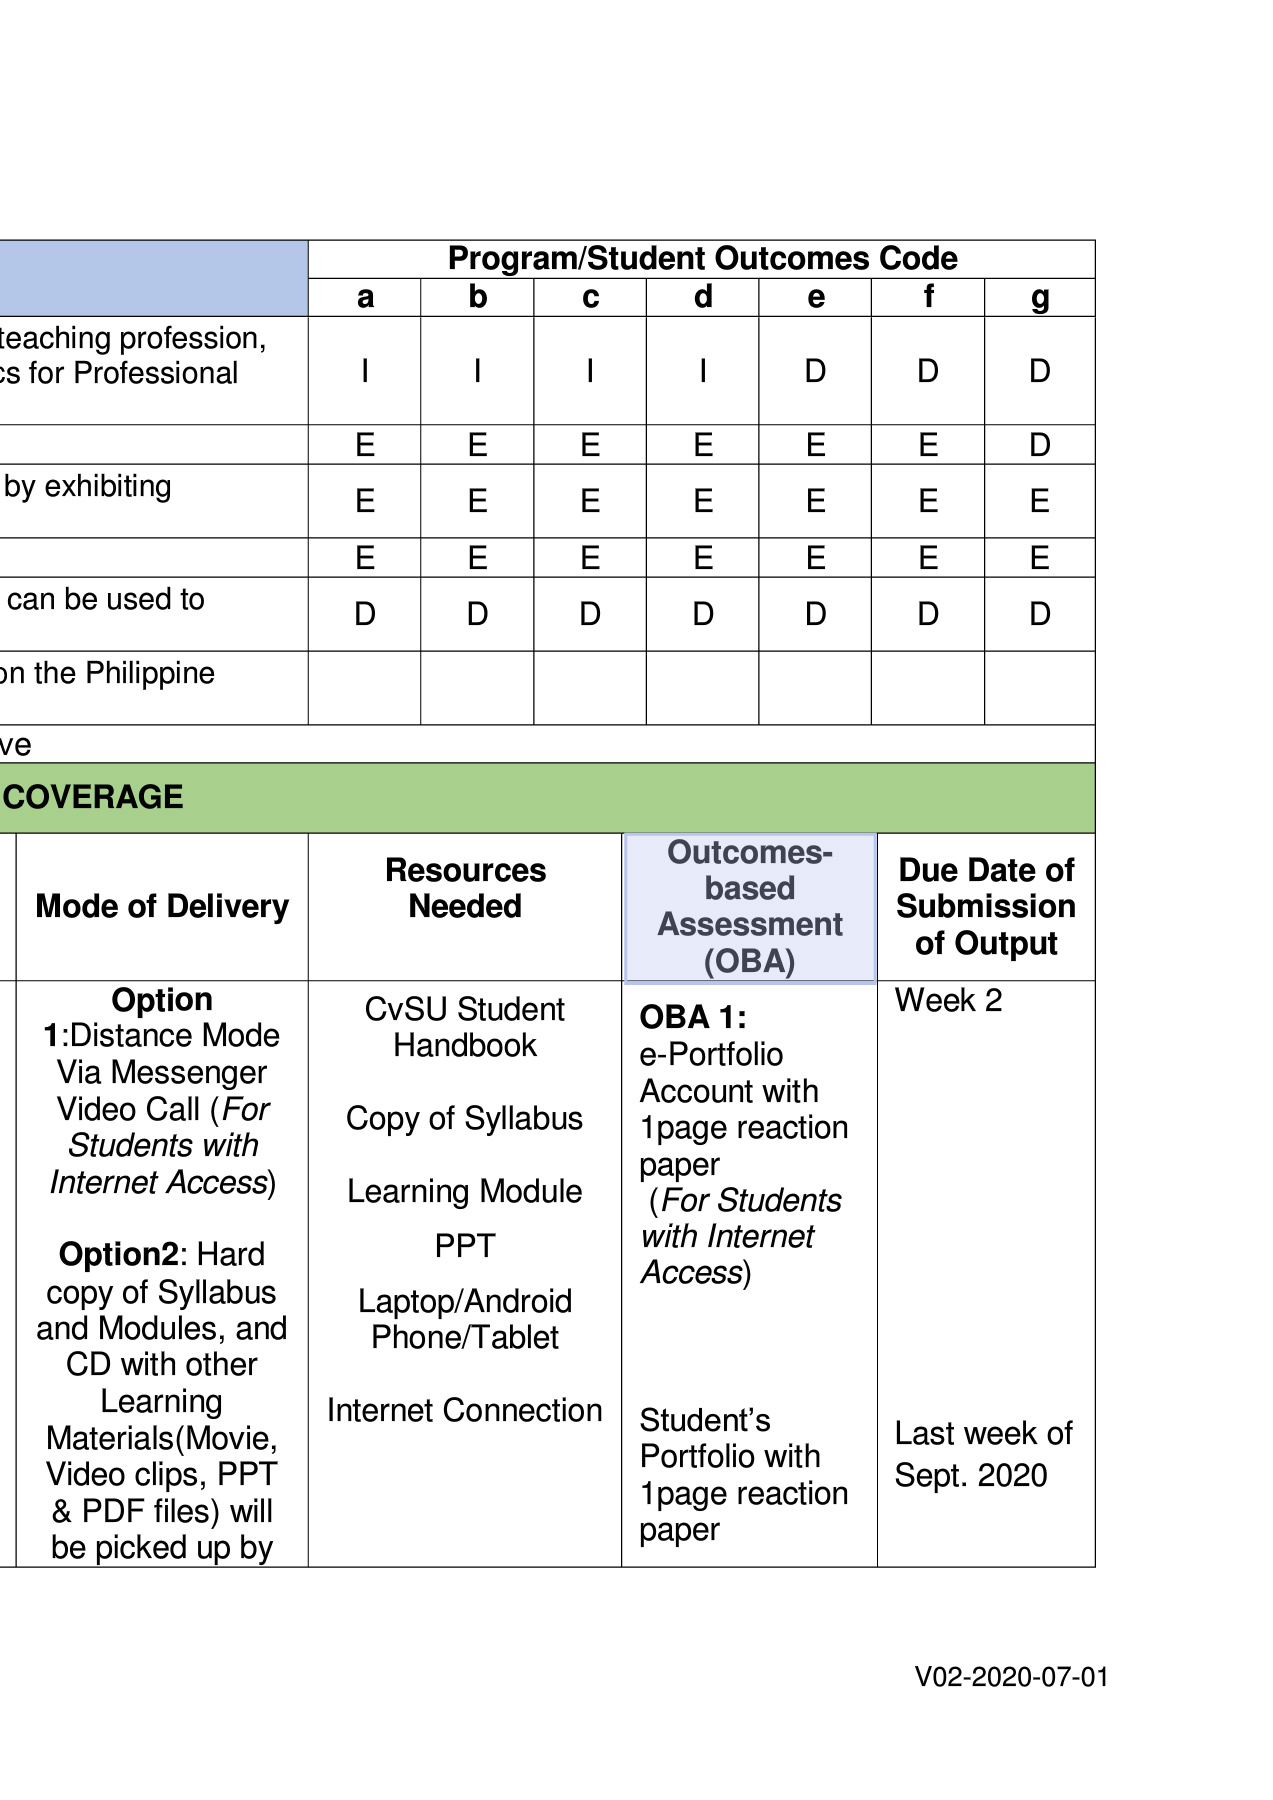 Program/Student Outcomes Code
a b c d e f g
teaching profession,
cs for Professional
I I I I D D D
E E E E E E D
by exhibiting
E E E E E E E
E E E E E E E
can be used to
D D D D D D D
on the Philippine
ve
COVERAGE
Mode of Delivery
Resources
Needed
Outcomes-
based
Assessment
(OBA)
Due Date of
Submission
of Output
Option
1:Distance Mode
Via Messenger
Video Call (For
Students with
Internet Access)
Option2: Hard
copy of Syllabus
and Modules, and
CD with other
Learning
Materials(Movie,
Video clips, PPT
& PDF files) will
be picked up by
CvSU Student
Handbook
Copy of Syllabus
Learning Module
PPT
Laptop/Android
Phone/Tablet
Internet Connection
OBA 1:
e-Portfolio
Account with
1page reaction
paper
(For Students
with Internet
Access)
Student’s
Portfolio with
1page reaction
paper
Week 2
Last week of
Sept. 2020
V02-2020-07-01